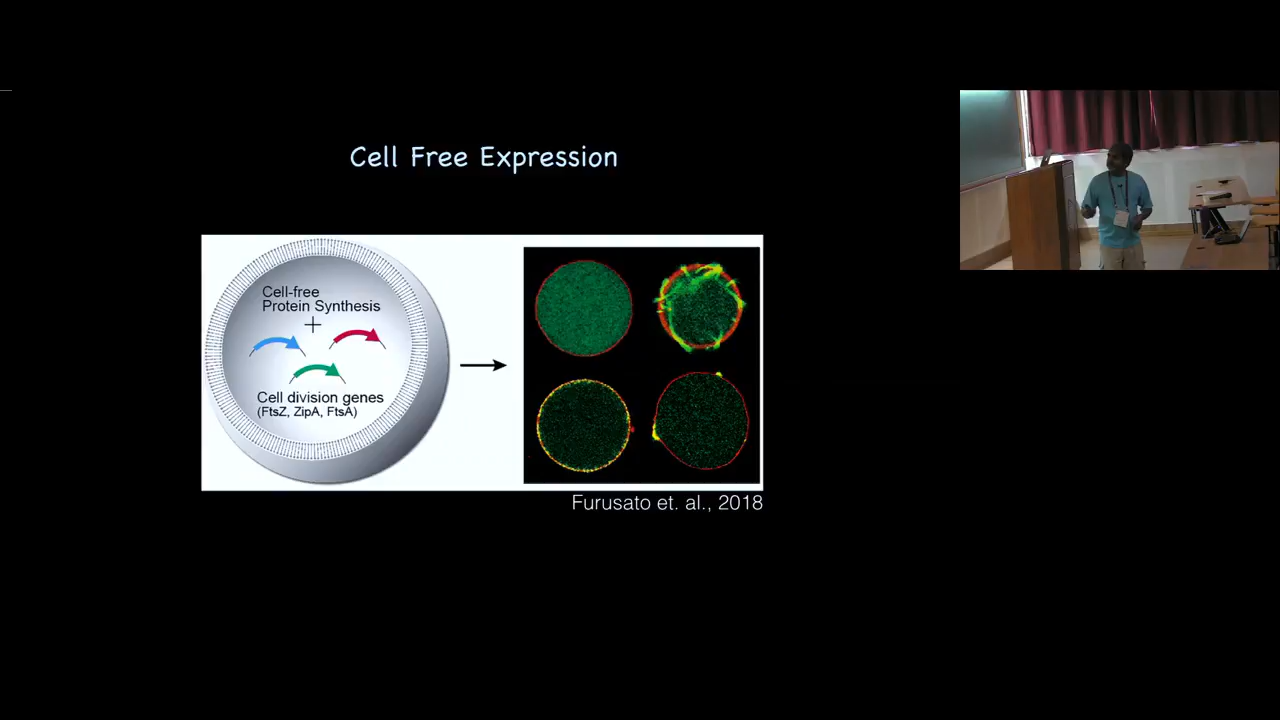 Cell Free Expression
Cell-free
Protein Synthesis
+
Cell division genes
(FtsZ, ZipA, FtsA)
Furusato et. al., 2018